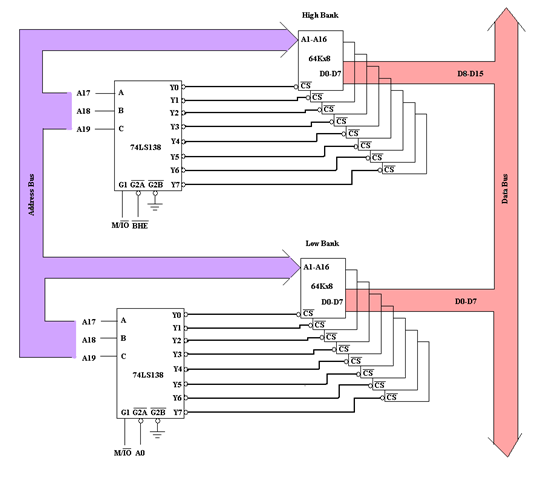 High Bank
A1-A16
64Kx8
D0-D7
D8-D15
A17
A18
A19
A
B
C
74LS138
Y0
Y1
Y2
Y3
Y4
Y5
Y6
Y7
CS
CS
CS
CS
CS
CS
CS
CS
G1 G2A G2B
M/IO BHE
Address Bus
Data Bus
Low Bank
A1-A16
64Kx8
D0-D7
D0-D7
A17
A18
A19
A
B
C
74LS138
Y0
Y1
Y2
Y3
Y4
Y5
Y6
Y7
CS
CS
CS
CS
CS
CS
CS
CS
G1 G2A G2B
M/IO A0